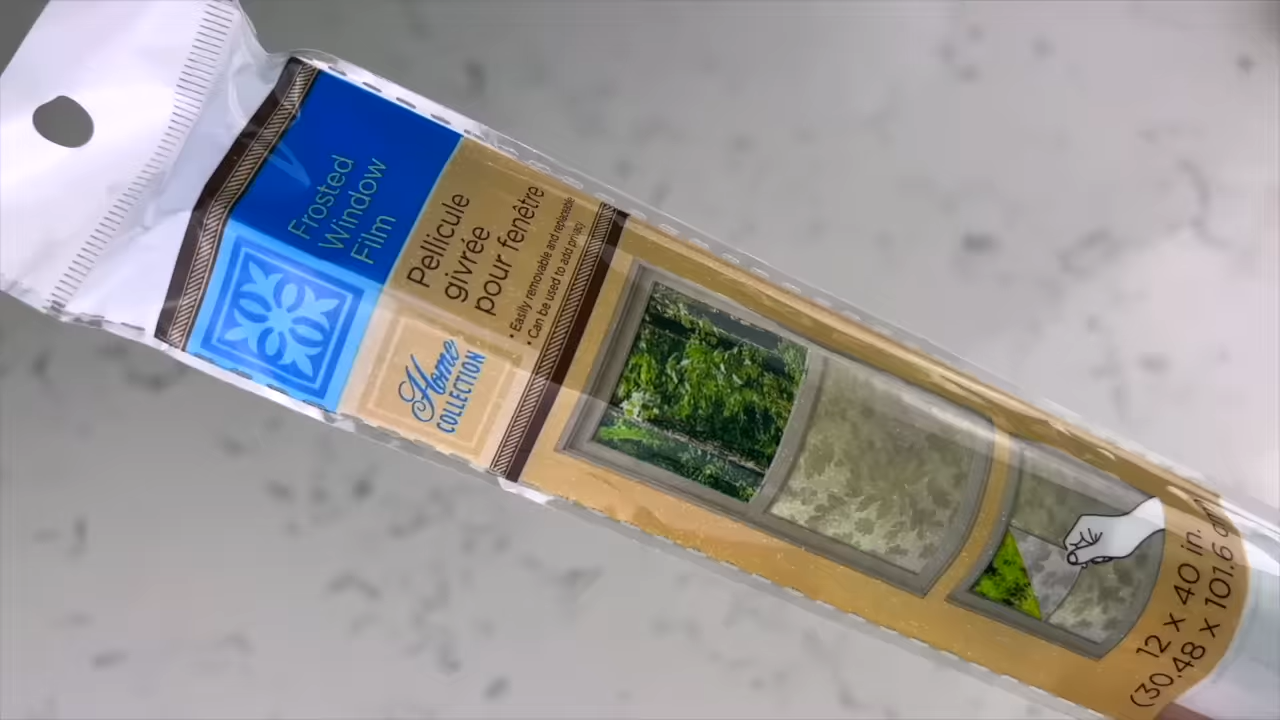 Frosted
Window
Film
Pellicule
givrée
pour fenêtre
• Easily removable and replaceable
• Can be used to add privacy
Home
COLLECTION
12 x 40 in.
(30.48 x 101.6 cm)